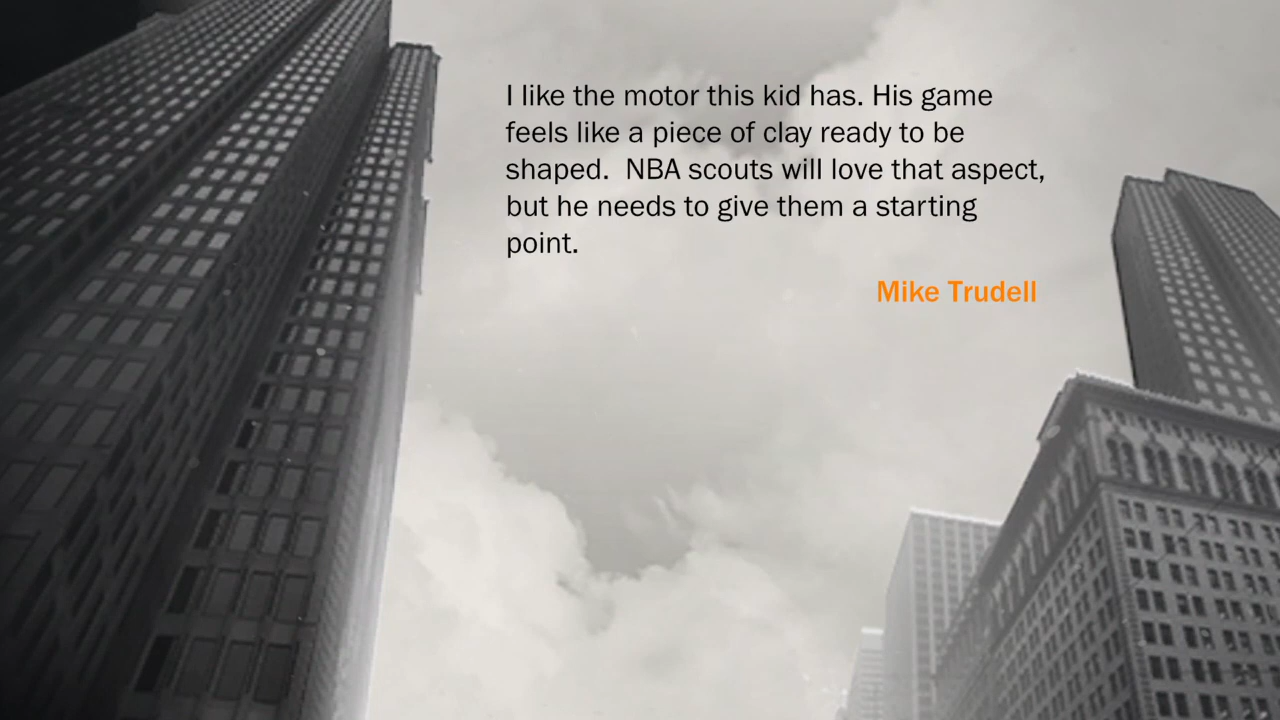 I like the motor this kid has. His game
feels like a piece of clay ready to be
shaped.  NBA scouts will love that aspect,
but he needs to give them a starting
point.
Mike Trudell